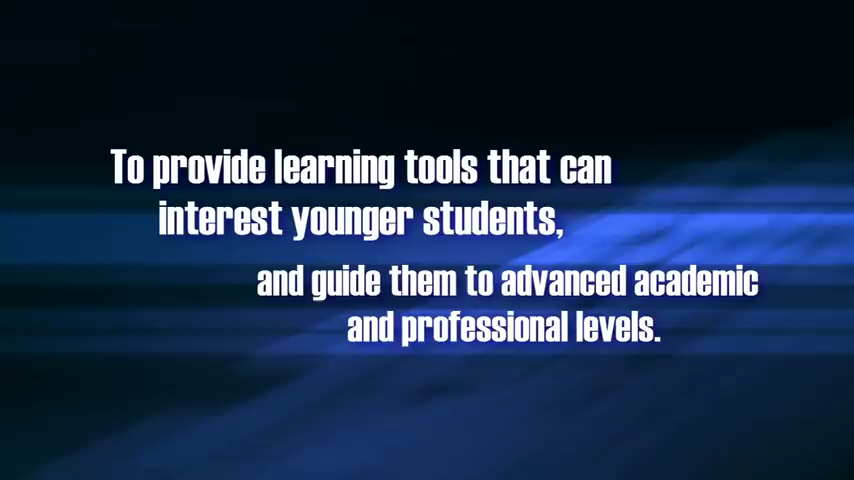 To provide learning tools that can
interest younger students,
and guide them to advanced academic
and professional levels.